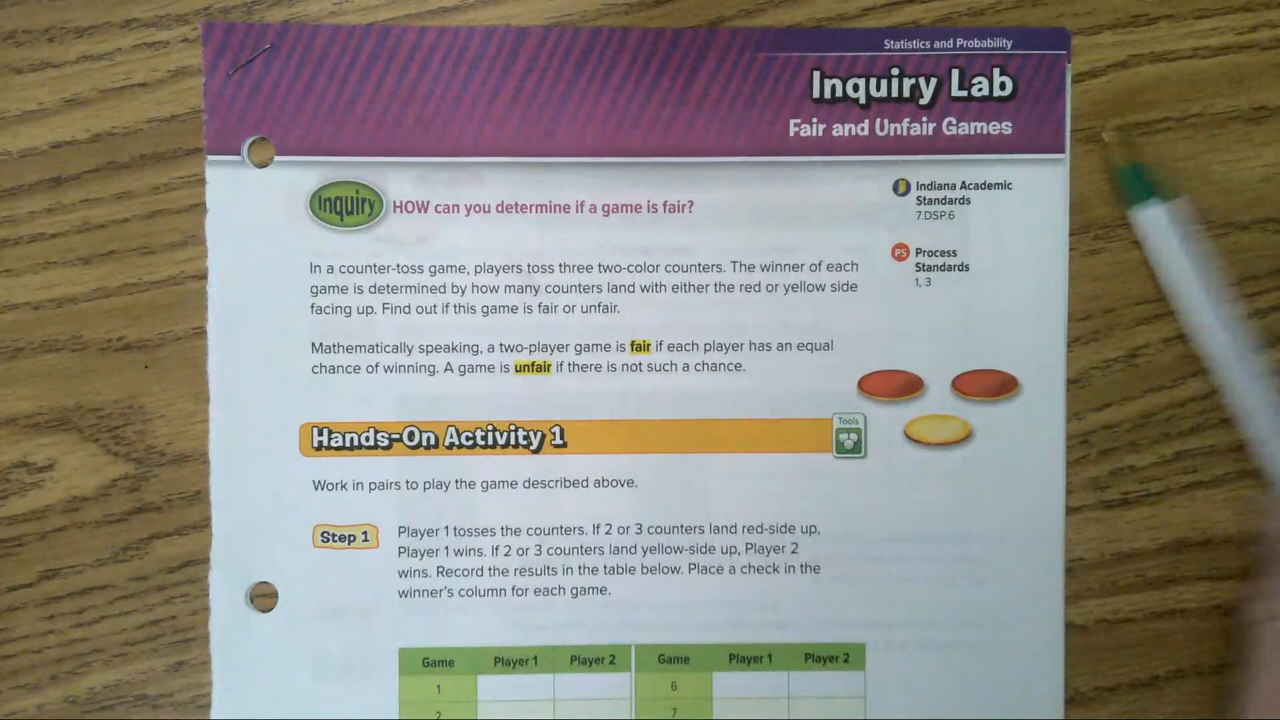 Statistics and Probability
Inquiry Lab
Fair and Unfair Games
Inquiry
HOW can you determine if a game is fair?
Indiana Academic
Standards
7.DSP.6
PS
Process
Standards
1, 3
In a counter-toss game, players toss three two-color counters. The winner of each
game is determined by how many counters land with either the red or yellow side
facing up. Find out if this game is fair or unfair.
Mathematically speaking, a two-player game is fair if each player has an equal
chance of winning. A game is unfair if there is not such a chance.
Hands-On Activity 1
Tools
Work in pairs to play the game described above.
Step 1
Player 1 tosses the counters. If 2 or 3 counters land red-side up,
Player 1 wins. If 2 or 3 counters land yellow-side up, Player 2
wins. Record the results in the table below. Place a check in the
winner's column for each game.
Game Player 1 Player 2 Game Player 1 Player 2
1 6
2 7